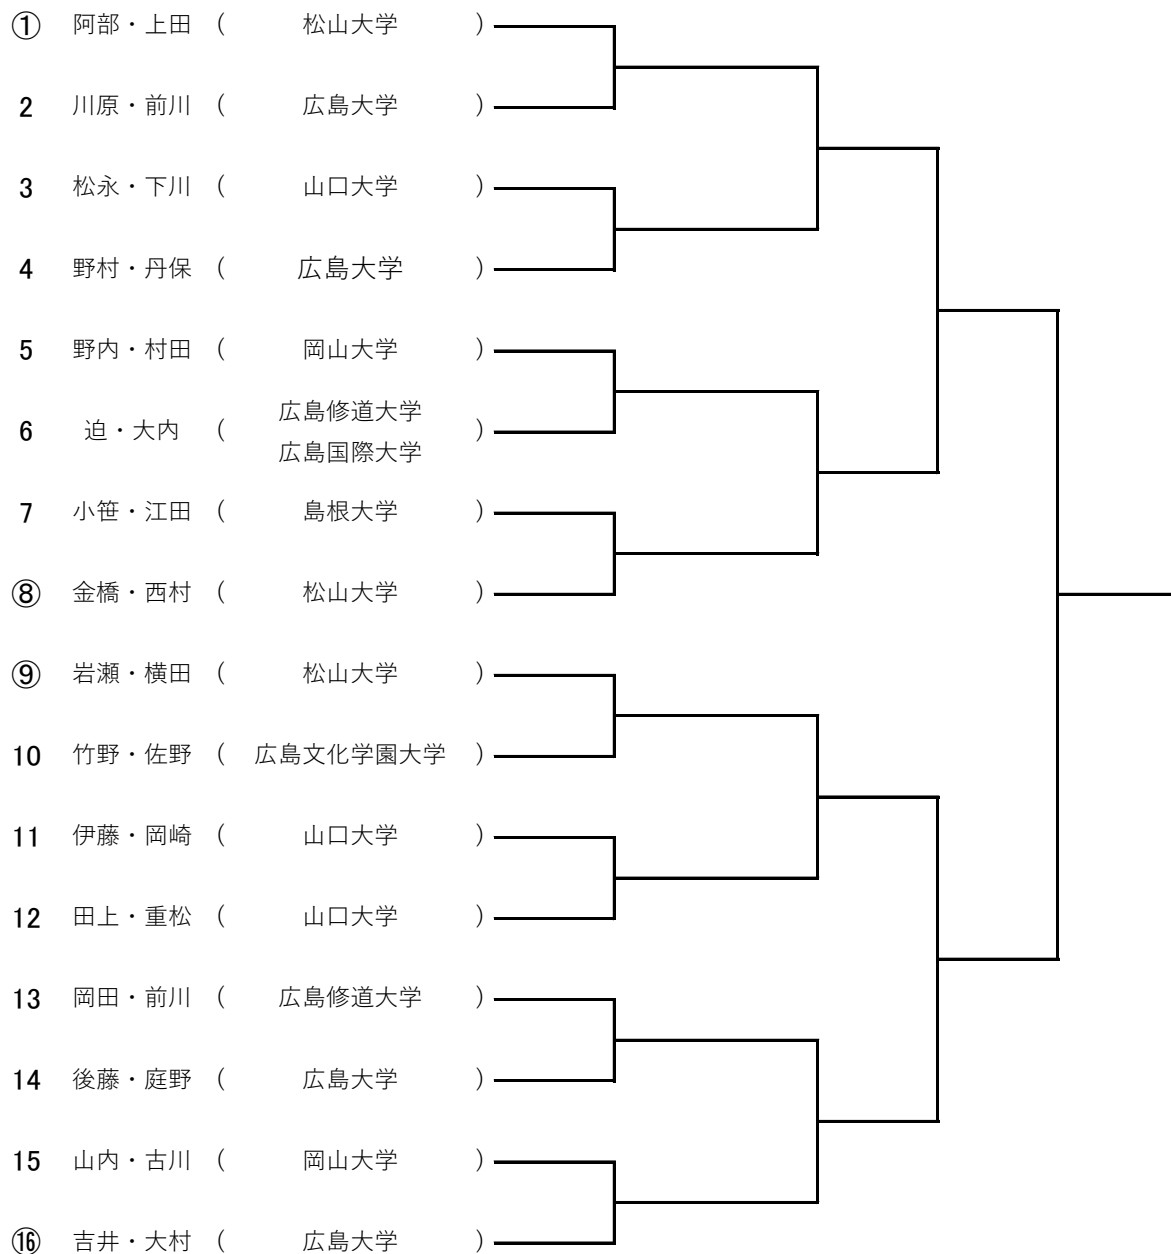 ① 阿部・上田 ( 松山大学 )
2 川原・前川 ( 広島大学 )
3 松永・下川 ( 山口大学 )
4 野村・丹保 ( 広島大学 )
5 野内・村田 ( 岡山大学 )
広島修道大学
6 迫・大内 ( )
広島国際大学
7 小笹・江田 ( 島根大学 )
⑧ 金橋・西村 ( 松山大学 )
⑨ 岩瀬・横田 ( 松山大学 )
10 竹野・佐野 ( 広島文化学園大学 )
11 伊藤・岡崎 ( 山口大学 )
12 田上・重松 ( 山口大学 )
13 岡田・前川 ( 広島修道大学 )
14 後藤・庭野 ( 広島大学 )
15 山内・古川 ( 岡山大学 )
⑯ 吉井・大村 ( 広島大学 )